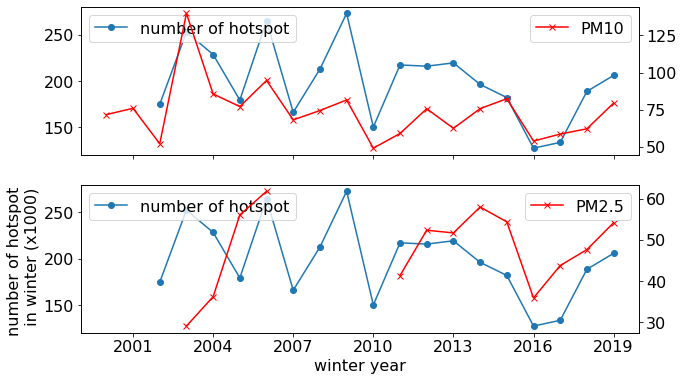 number of hotspot
PM10
250
200
150
125
100
75
50
number of hotspot
PM2.5
250
200
150
60
50
40
30
number of hotspot
in winter (x1000)
2001 2004 2007 2010 2013 2016 2019
winter year